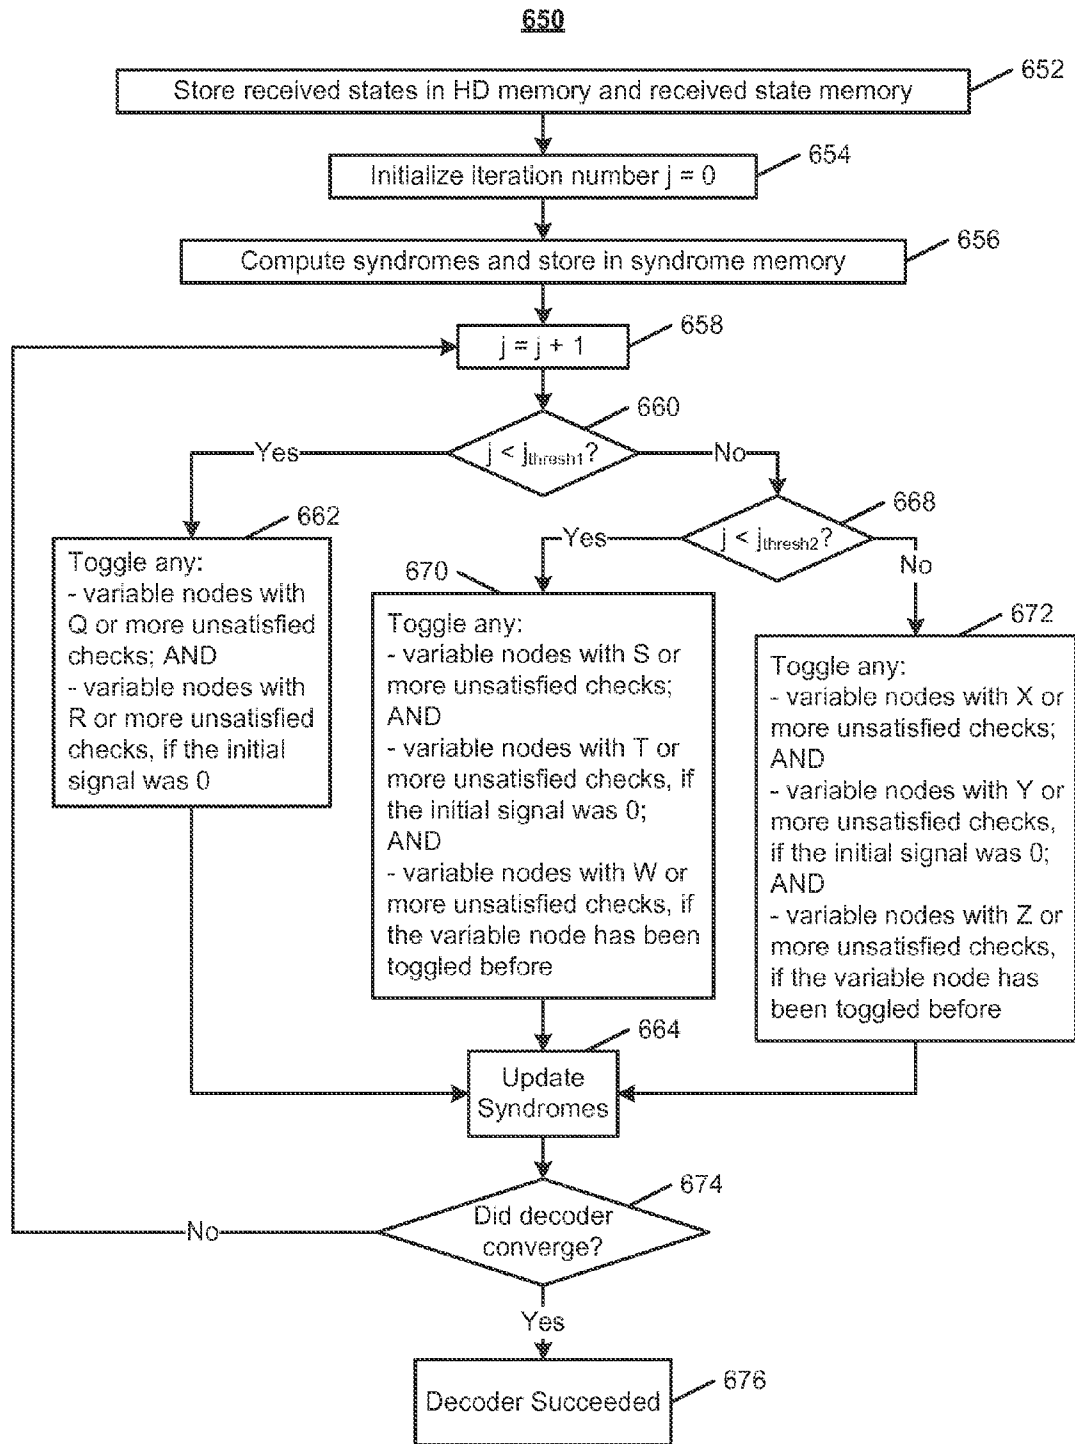 650
652
Store received states in HD memory and received state memory
654
Initialize iteration number j = 0
656
Compute syndromes and store in syndrome memory
658
j = j + 1
660
j < jthresh1?
Yes
No
668
j < jthresh2?
Yes
No
662
Toggle any:
- variable nodes with
Q or more unsatisfied
checks; AND
- variable nodes with
R or more unsatisfied
checks, if the initial
signal was 0
670
Toggle any:
- variable nodes with S or
more unsatisfied checks;
AND
- variable nodes with T or
more unsatisfied checks, if
the initial signal was 0;
AND
- variable nodes with W or
more unsatisfied checks, if
the variable node has been
toggled before
672
Toggle any:
- variable nodes with X or
more unsatisfied checks;
AND
- variable nodes with Y or
more unsatisfied checks,
if the initial signal was 0;
AND
- variable nodes with Z or
more unsatisfied checks,
if the variable node has
been toggled before
664
Update
Syndromes
674
Did decoder
converge?
No
Yes
676
Decoder Succeeded